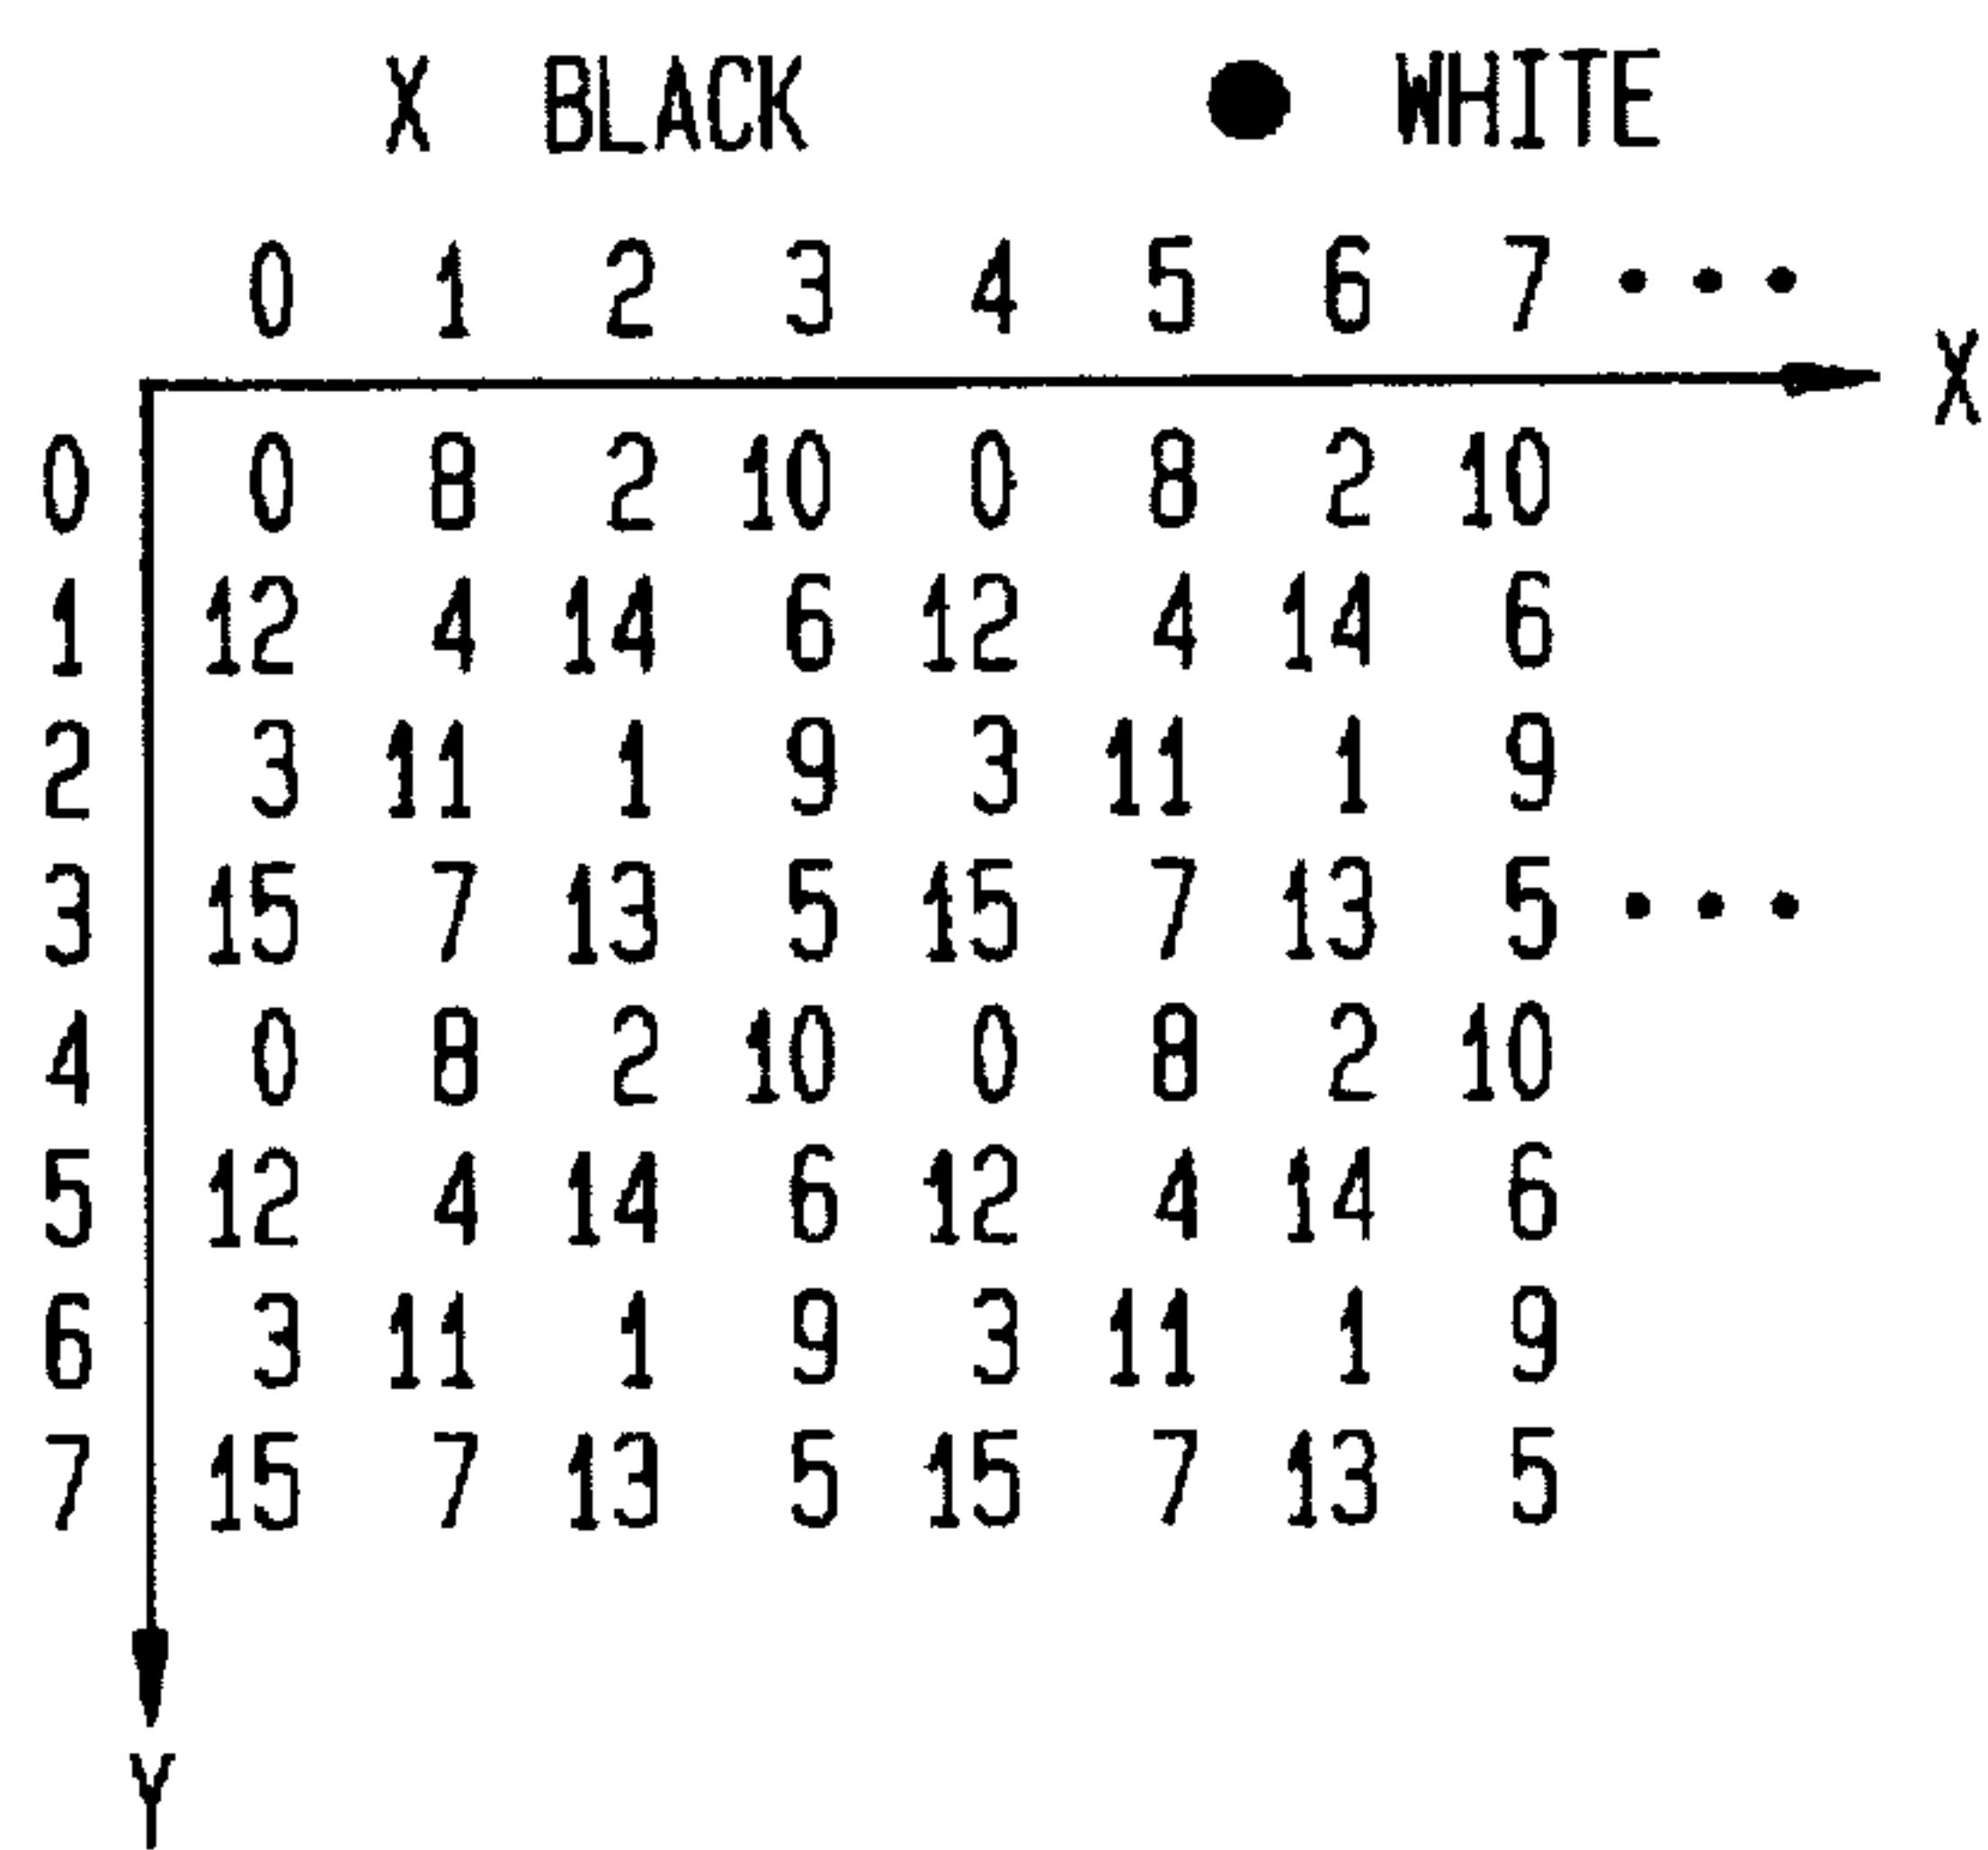 X BLACK ● WHITE
0 1 2 3 4 5 6 7 • • •
X
0 0 8 2 10 0 8 2 10
1 12 4 14 6 12 4 14 6
2 3 11 1 9 3 11 1 9
3 15 7 13 5 15 7 13 5 • • •
4 0 8 2 10 0 8 2 10
5 12 4 14 6 12 4 14 6
6 3 11 1 9 3 11 1 9
7 15 7 13 5 15 7 13 5
Y